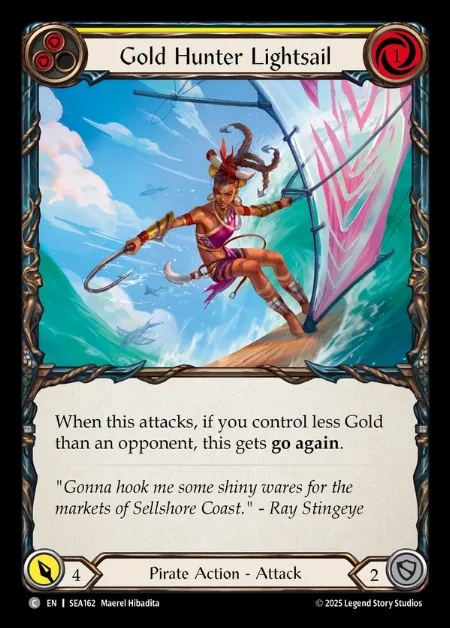 Gold Hunter Lightsail
1
When this attacks, if you control less Gold
than an opponent, this gets go again.
"Gonna hook me some shiny wares for the
markets of Sellshore Coast." - Ray Stingeye
4
Pirate Action - Attack
2
C EN | SEA162 Maerel Hibadita
© 2025 Legend Story Studios